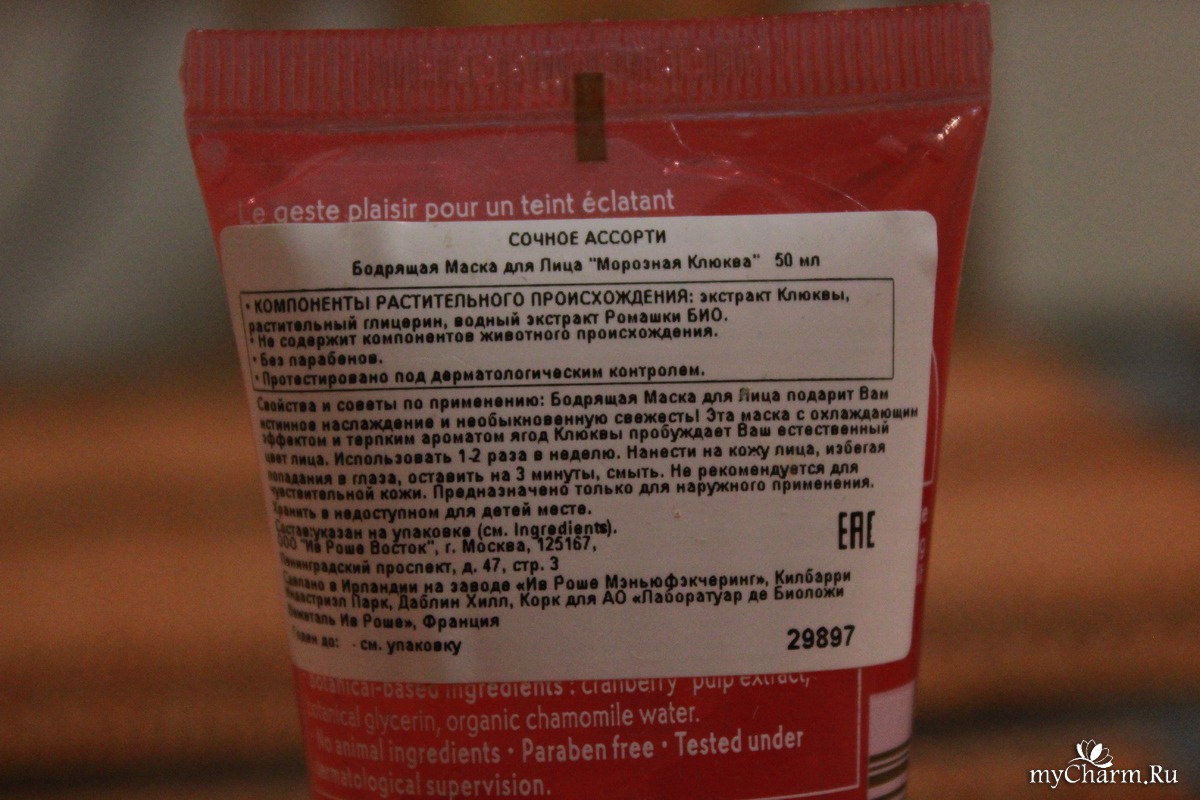 Le geste plaisir pour un teint éclatant
СОЧНОЕ АССОРТИ
Бодрящая Маска для Лица "Морозная Клюква" 50 мл
• КОМПОНЕНТЫ РАСТИТЕЛЬНОГО ПРОИСХОЖДЕНИЯ: экстракт Клюквы,
растительный глицерин, водный экстракт Ромашки БИО.
• Не содержит компонентов животного происхождения.
• Без парабенов.
• Протестировано под дерматологическим контролем.
Свойства и советы по применению: Бодрящая Маска для Лица подарит Вам
истинное наслаждение и необыкновенную свежесть! Эта маска с охлаждающим
эффектом и терпким ароматом ягод Клюквы пробуждает Ваш естественный
цвет лица. Использовать 1-2 раза в неделю. Нанести на кожу лица, избегая
попадания в глаза, оставить на 3 минуты, смыть. Не рекомендуется для
чувствительной кожи. Предназначено только для наружного применения.
Хранить в недоступном для детей месте.
Состав:указан на упаковке (см. Ingredients).
ООО "Ив Роше Восток", г. Москва, 125167,
Ленинградский проспект, д. 47, стр. 3
EAC
Сделано в Ирландии на заводе «Ив Роше Мэньюфэкчеринг», Килбарри
Индастриэл Парк, Даблин Хилл, Корк для АО «Лаборатуар де Биоложи
Вежеталь Ив Роше», Франция
Годен до: - см. упаковку
29897
botanical-based ingredients : cranberry pulp extract,
botanical glycerin, organic chamomile water.
No animal ingredients • Paraben free • Tested under
dermatological supervision.
myCharm.Ru